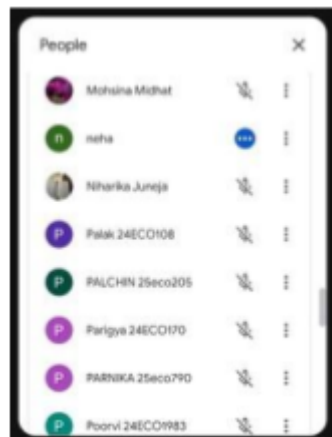 People
Mohsina Midhat
n neha
Niharika Juneja
P Palak 24ECO108
P PALCHIN 25eco205
P Parigya 24ECO170
P PARNIKA 25eco790
P Poorvi 24ECO1983